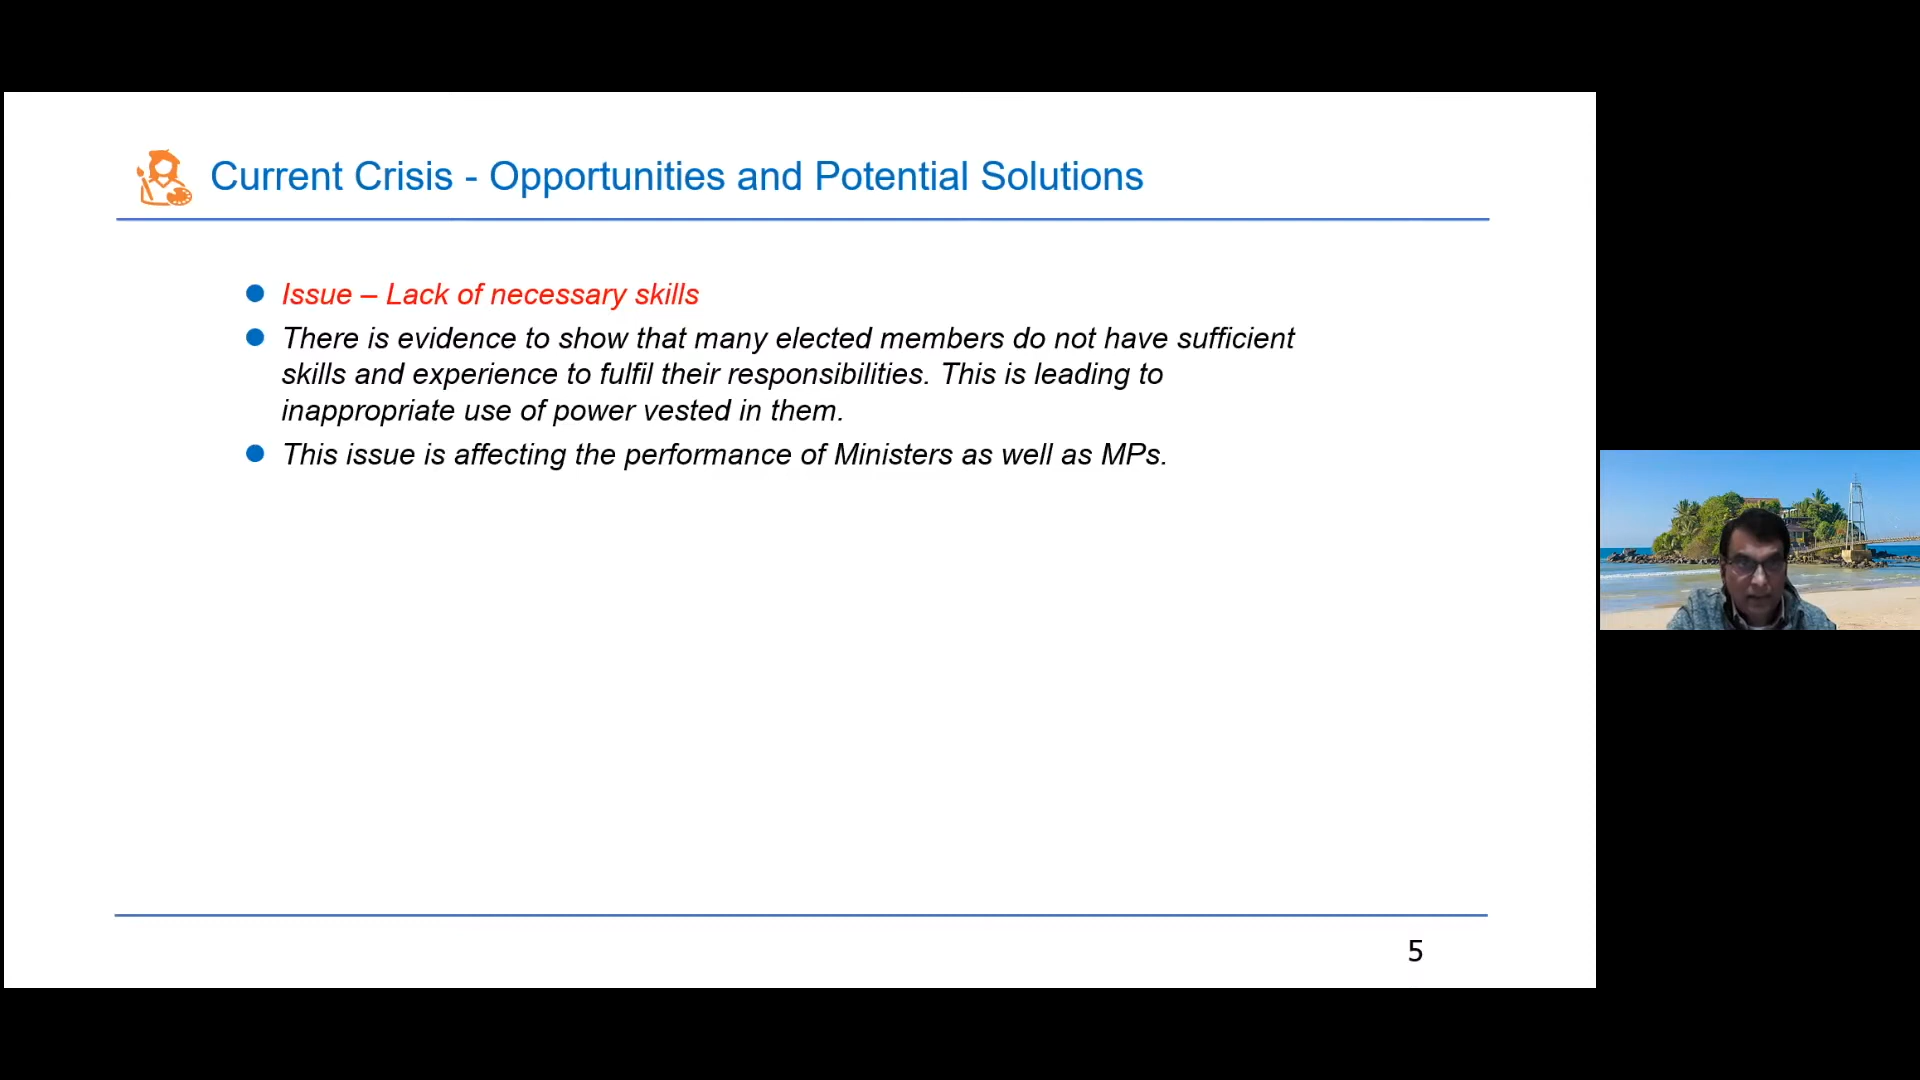 Current Crisis - Opportunities and Potential Solutions
Issue – Lack of necessary skills
There is evidence to show that many elected members do not have sufficient
skills and experience to fulfil their responsibilities. This is leading to
inappropriate use of power vested in them.
This issue is affecting the performance of Ministers as well as MPs.
5